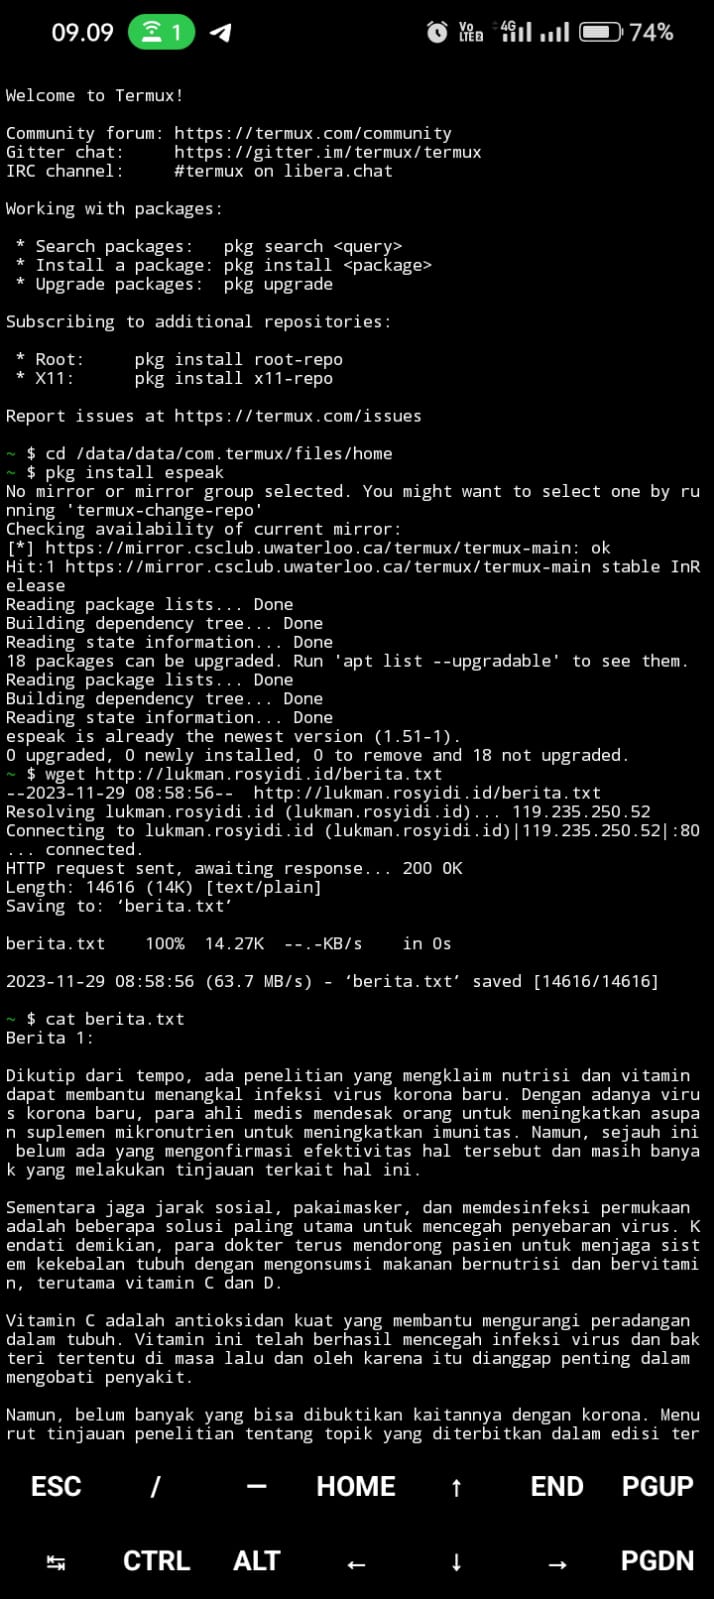 09.09 1 Vo LTE 2 4G 74%
Welcome to Termux!
Community forum: https://termux.com/community
Gitter chat: https://gitter.im/termux/termux
IRC channel: #termux on libera.chat
Working with packages:
* Search packages: pkg search <query>
* Install a package: pkg install <package>
* Upgrade packages: pkg upgrade
Subscribing to additional repositories:
* Root: pkg install root-repo
* X11: pkg install x11-repo
Report issues at https://termux.com/issues
~ $ cd /data/data/com.termux/files/home
~ $ pkg install espeak
No mirror or mirror group selected. You might want to select one by ru
nning 'termux-change-repo'
Checking availability of current mirror:
[*] https://mirror.csclub.uwaterloo.ca/termux/termux-main: ok
Hit:1 https://mirror.csclub.uwaterloo.ca/termux/termux-main stable InR
elease
Reading package lists... Done
Building dependency tree... Done
Reading state information... Done
18 packages can be upgraded. Run 'apt list --upgradable' to see them.
Reading package lists... Done
Building dependency tree... Done
Reading state information... Done
espeak is already the newest version (1.51-1).
0 upgraded, 0 newly installed, 0 to remove and 18 not upgraded.
~ $ wget http://lukman.rosyidi.id/berita.txt
--2023-11-29 08:58:56-- http://lukman.rosyidi.id/berita.txt
Resolving lukman.rosyidi.id (lukman.rosyidi.id)... 119.235.250.52
Connecting to lukman.rosyidi.id (lukman.rosyidi.id)|119.235.250.52|:80
... connected.
HTTP request sent, awaiting response... 200 OK
Length: 14616 (14K) [text/plain]
Saving to: ‘berita.txt’
berita.txt 100% 14.27K --.-KB/s in 0s
2023-11-29 08:58:56 (63.7 MB/s) - ‘berita.txt’ saved [14616/14616]
~ $ cat berita.txt
Berita 1:
Dikutip dari tempo, ada penelitian yang mengklaim nutrisi dan vitamin
dapat membantu menangkal infeksi virus korona baru. Dengan adanya viru
s korona baru, para ahli medis mendesak orang untuk meningkatkan asupa
n suplemen mikronutrien untuk meningkatkan imunitas. Namun, sejauh ini
belum ada yang mengonfirmasi efektivitas hal tersebut dan masih banya
k yang melakukan tinjauan terkait hal ini.
Sementara jaga jarak sosial, pakaimasker, dan memdesinfeksi permukaan
adalah beberapa solusi paling utama untuk mencegah penyebaran virus. K
endati demikian, para dokter terus mendorong pasien untuk menjaga sist
em kekebalan tubuh dengan mengonsumsi makanan bernutrisi dan bervitami
n, terutama vitamin C dan D.
Vitamin C adalah antioksidan kuat yang membantu mengurangi peradangan
dalam tubuh. Vitamin ini telah berhasil mencegah infeksi virus dan bak
teri tertentu di masa lalu dan oleh karena itu dianggap penting dalam
mengobati penyakit.
Namun, belum banyak yang bisa dibuktikan kaitannya dengan korona. Menu
rut tinjauan penelitian tentang topik yang diterbitkan dalam edisi ter
ESC / — HOME ↑ END PGUP
↹ CTRL ALT ← ↓ → PGDN